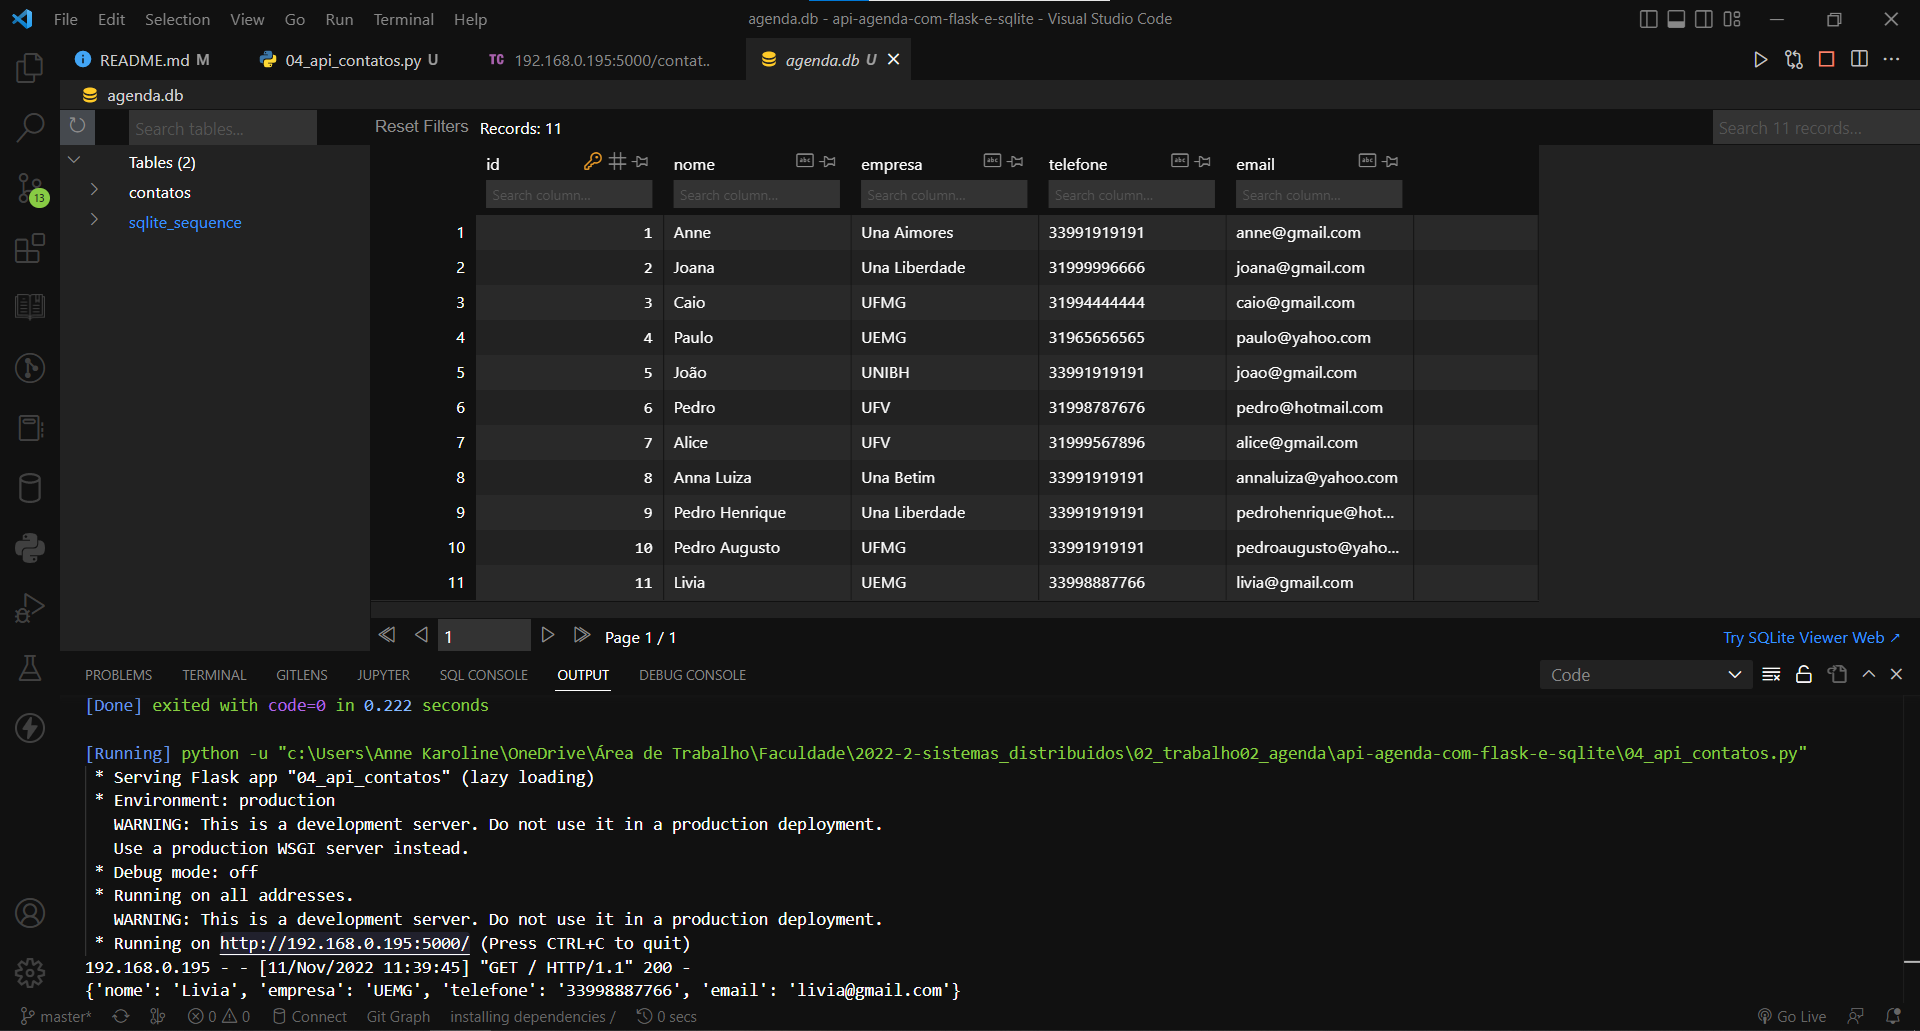 File Edit Selection View Go Run Terminal Help
agenda.db - api-agenda-com-flask-e-sqlite - Visual Studio Code
README.md M
04_api_contatos.py U
TC 192.168.0.195:5000/contat..
agenda.db U
agenda.db
Search tables...
Reset Filters Records: 11
Search 11 records...
Tables (2)
contatos
sqlite_sequence
id nome empresa telefone email
Search column... Search column... Search column... Search column... Search column...
1 1 Anne Una Aimores 33991919191 anne@gmail.com
2 2 Joana Una Liberdade 31999996666 joana@gmail.com
3 3 Caio UFMG 31994444444 caio@gmail.com
4 4 Paulo UEMG 31965656565 paulo@yahoo.com
5 5 João UNIBH 33991919191 joao@gmail.com
6 6 Pedro UFV 31998787676 pedro@hotmail.com
7 7 Alice UFV 31999567896 alice@gmail.com
8 8 Anna Luiza Una Betim 33991919191 annaluiza@yahoo.com
9 9 Pedro Henrique Una Liberdade 33991919191 pedrohenrique@hot...
10 10 Pedro Augusto UFMG 33991919191 pedroaugusto@yaho...
11 11 Livia UEMG 33998887766 livia@gmail.com
1 Page 1 / 1
Try SQLite Viewer Web ↗
13
PROBLEMS TERMINAL GITLENS JUPYTER SQL CONSOLE OUTPUT DEBUG CONSOLE
Code
[Done] exited with code=0 in 0.222 seconds
[Running] python -u "c:\Users\Anne Karoline\OneDrive\Área de Trabalho\Faculdade\2022-2-sistemas_distribuidos\02_trabalho02_agenda\api-agenda-com-flask-e-sqlite\04_api_contatos.py"
* Serving Flask app "04_api_contatos" (lazy loading)
* Environment: production
WARNING: This is a development server. Do not use it in a production deployment.
Use a production WSGI server instead.
* Debug mode: off
* Running on all addresses.
WARNING: This is a development server. Do not use it in a production deployment.
* Running on http://192.168.0.195:5000/ (Press CTRL+C to quit)
192.168.0.195 - - [11/Nov/2022 11:39:45] "GET / HTTP/1.1" 200 -
{'nome': 'Livia', 'empresa': 'UEMG', 'telefone': '33998887766', 'email': 'livia@gmail.com'}
master* 0 0 Connect Git Graph installing dependencies / 0 secs Go Live